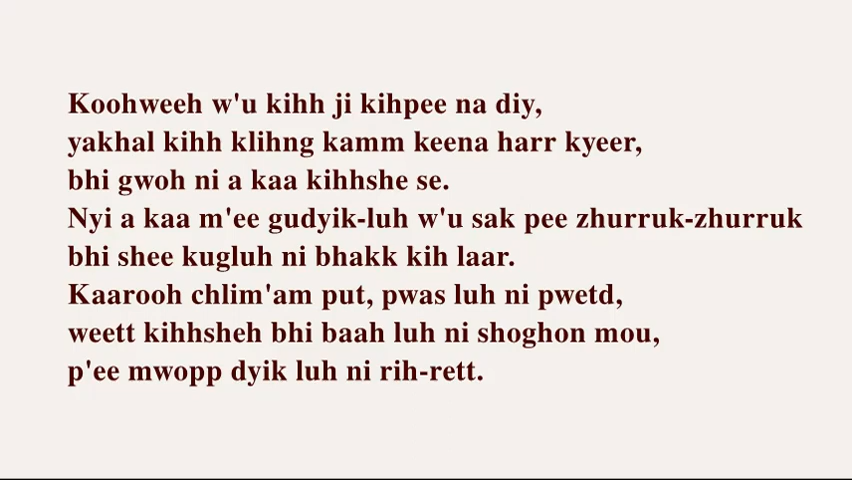 Koohweeh w'u kihh ji kihpee na diy,
yakhal kihh klihng kamm keena harr kyeer,
bhi gwoh ni a kaa kihhshe se.
Nyi a kaa m'ee gudyik-luh w'u sak pee zhurruk-zhurruk
bhi shee kugluh ni bhakk kih laar.
Kaarooh chlim'am put, pwas luh ni pwetd,
weett kihhsheh bhi baah luh ni shoghon mou,
p'ee mwopp dyik luh ni rih-rett.